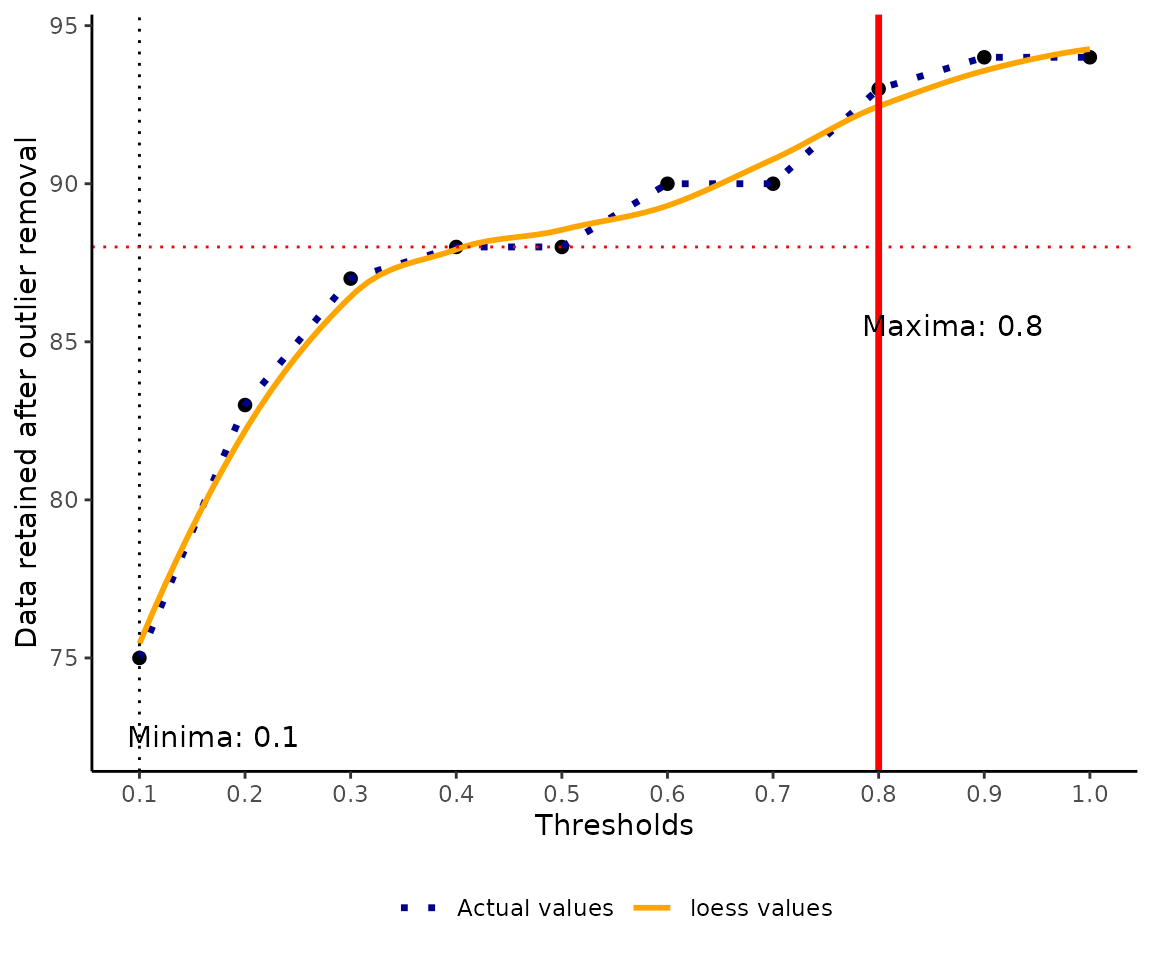 95
90
85
80
75
Data retained after outlier removal
Maxima: 0.8
Minima: 0.1
0.1 0.2 0.3 0.4 0.5 0.6 0.7 0.8 0.9 1.0
Thresholds
Actual values loess values